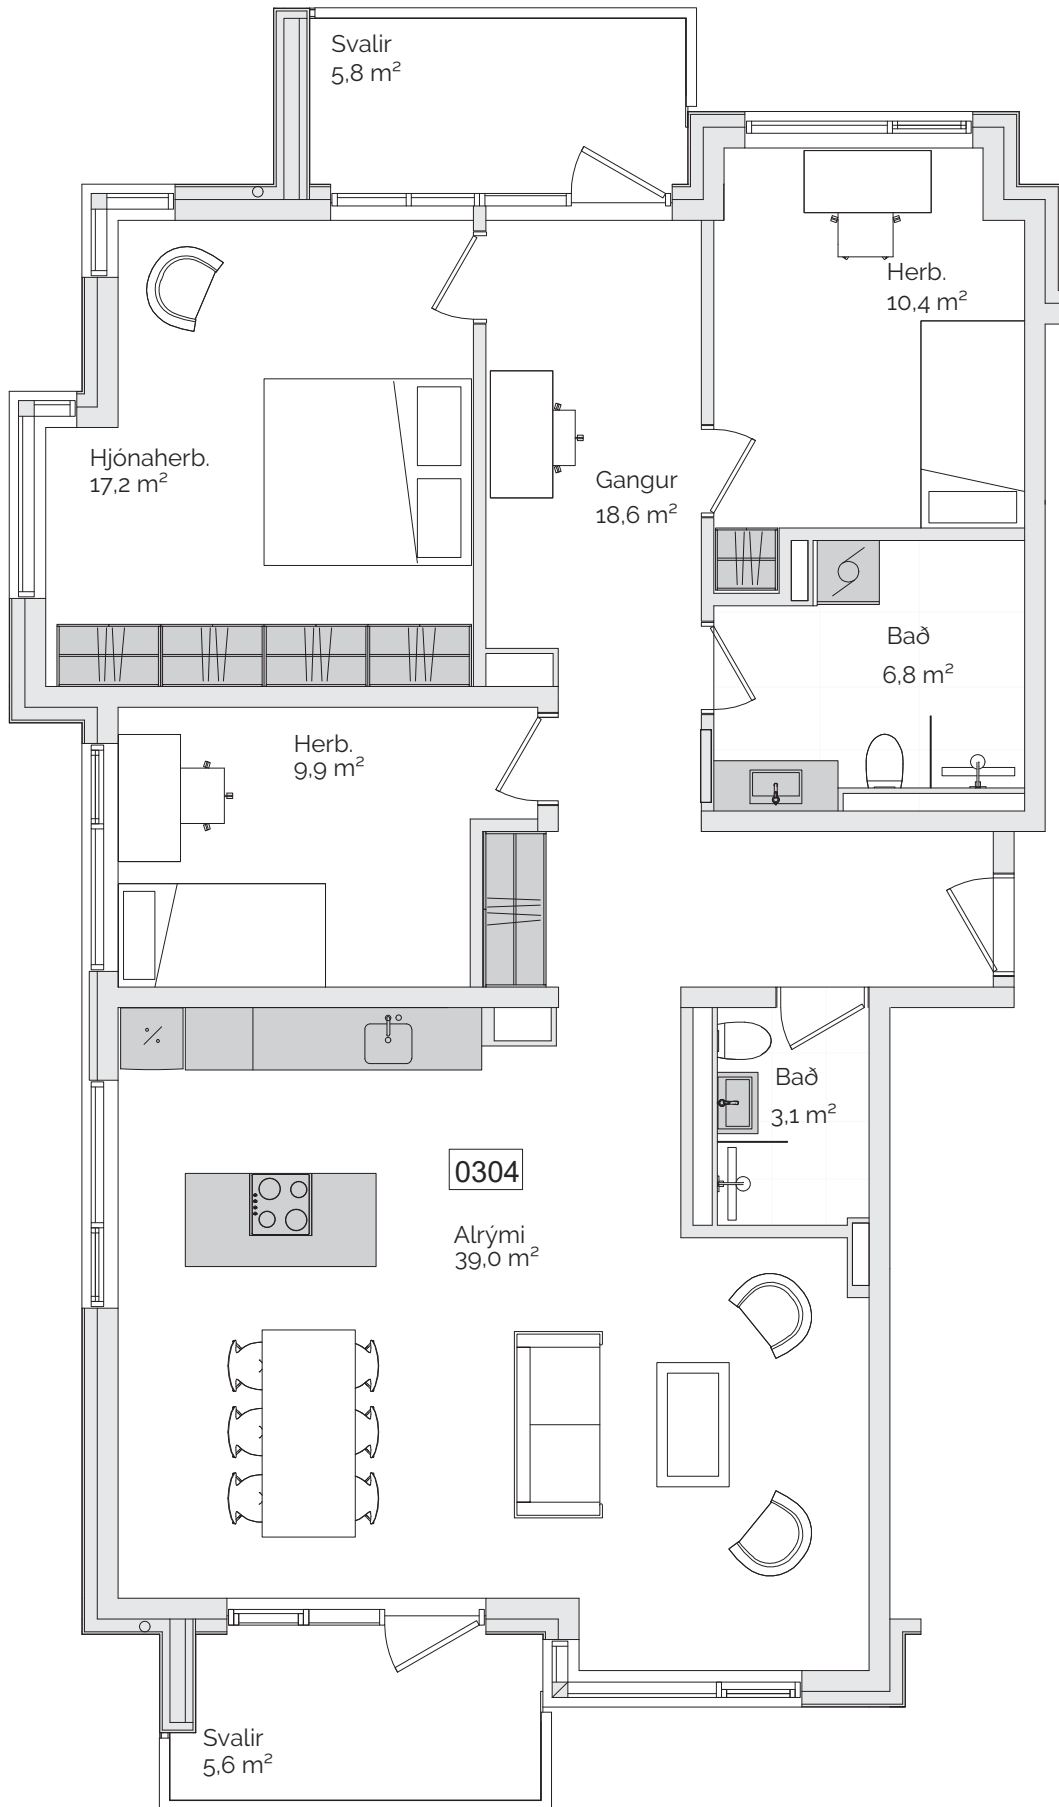 Svalir
5,8 m²
Herb.
10,4 m²
Hjónaherb.
17,2 m²
Gangur
18,6 m²
Bað
6,8 m²
Herb.
9,9 m²
Bað
3,1 m²
0304
Alrými
39,0 m²
Svalir
5,6 m²